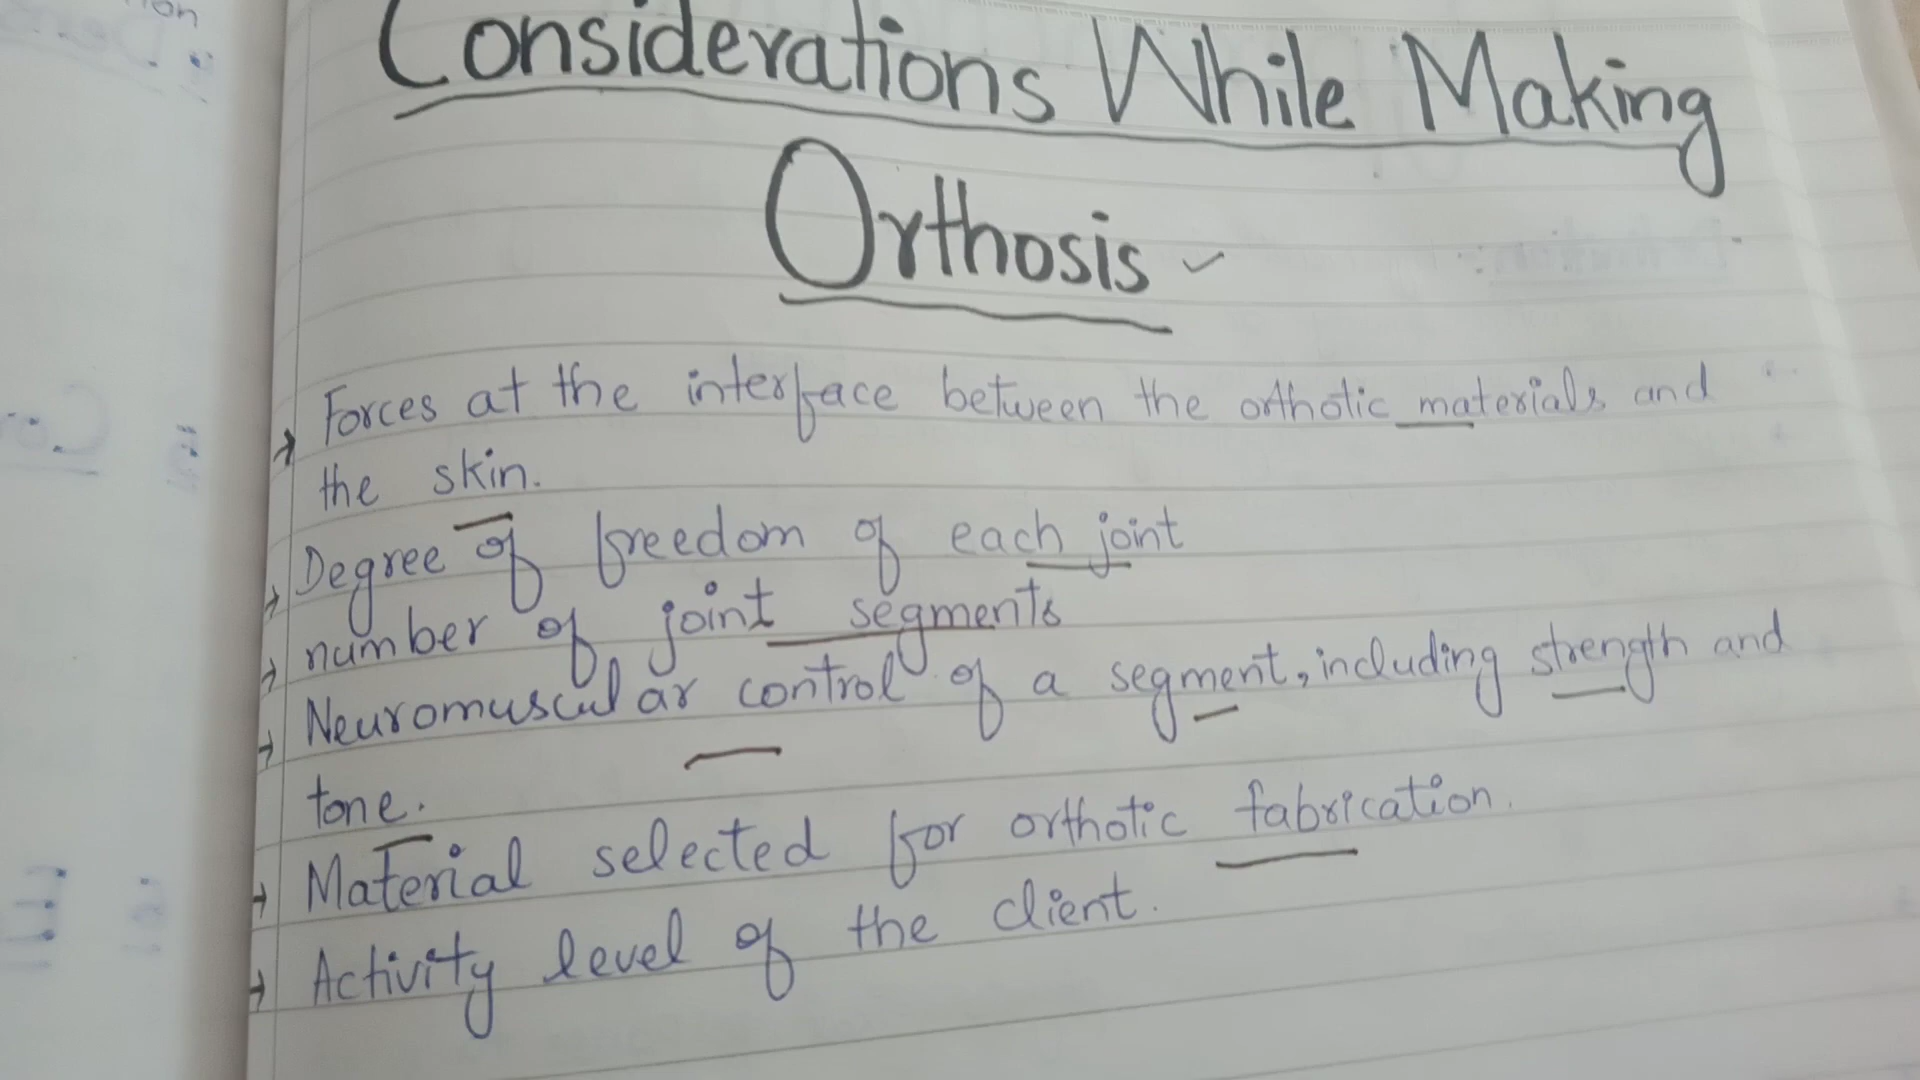 Considerations While Making
Orthosis
→ Forces at the interface between the orthotic materials and
the skin.
→ Degree of freedom of each joint
→ number of joint segments
→ Neuromuscular control of a segment, including strength and
tone.
→ Material selected for orthotic fabrication.
→ Activity level of the client.